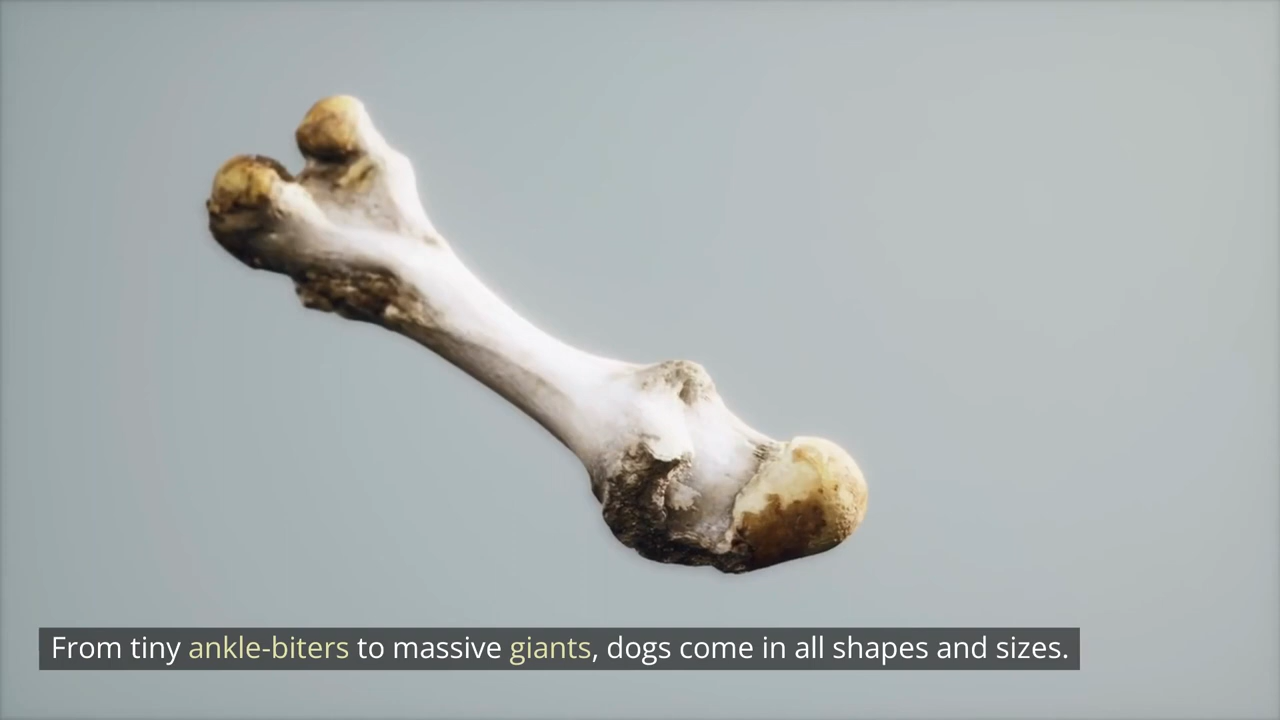 From tiny ankle-biters to massive giants, dogs come in all shapes and sizes.